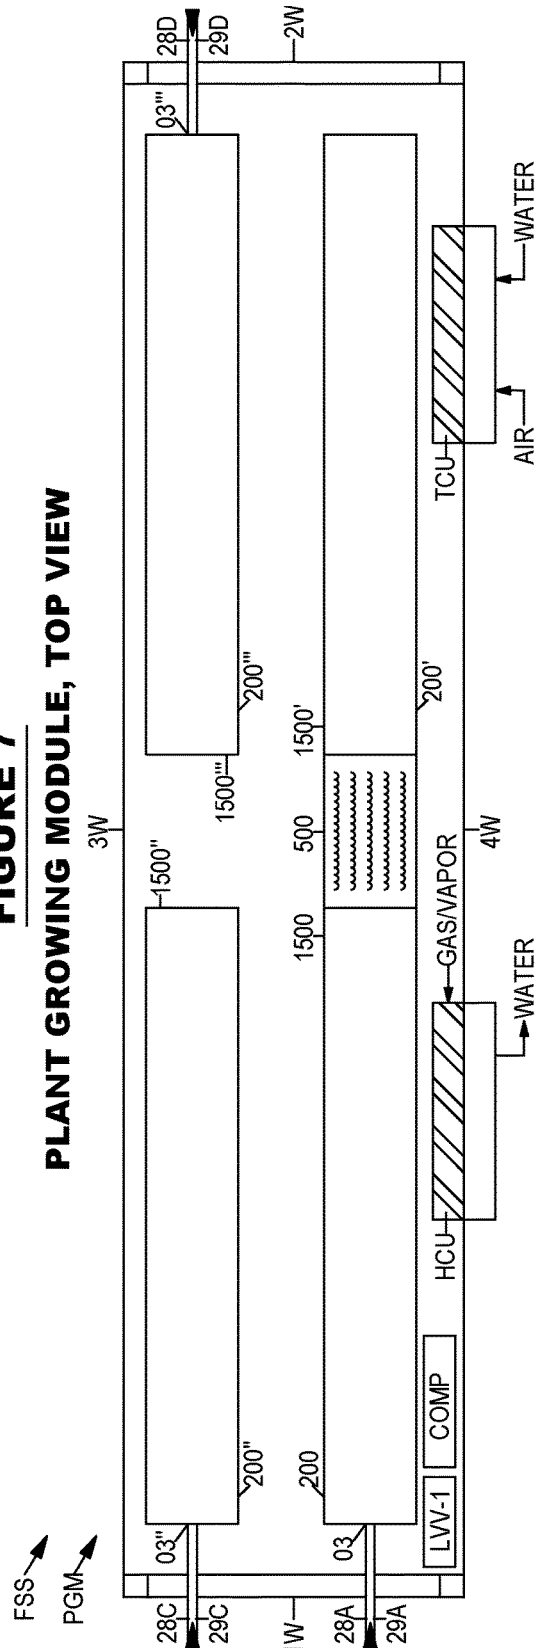 FIGURE 7
PLANT GROWING MODULE, TOP VIEW
FSS
PGM
3W
28C
29C
03"
200"
1500"
1500'''
200'''
03'''
28D
29D
W
2W
28A
29A
03
200
1500
500
1500'
200'
LVV-1
COMP
HCU
GAS/VAPOR
4W
TCU
WATER
AIR
WATER